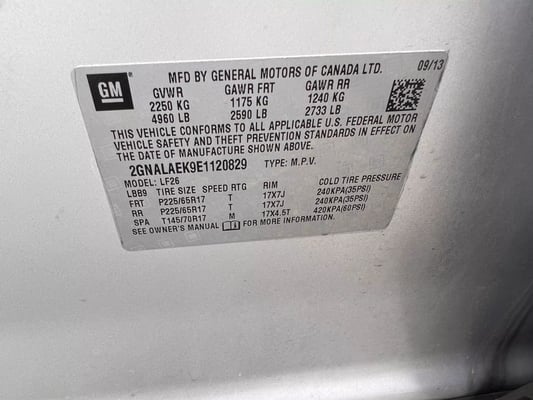 MFD BY GENERAL MOTORS OF CANADA LTD. 09/13
GM GVWR GAWR FRT GAWR RR
2250 KG 1175 KG 1240 KG
4960 LB 2590 LB 2733 LB
THIS VEHICLE CONFORMS TO ALL APPLICABLE U.S. FEDERAL MOTOR
VEHICLE SAFETY AND THEFT PREVENTION STANDARDS IN EFFECT ON
THE DATE OF MANUFACTURE SHOWN ABOVE.
2GNALAEK9E1120829 TYPE: M.P.V.
MODEL: LF26
LBB9 TIRE SIZE SPEED RTG RIM COLD TIRE PRESSURE
FRT P225/65R17 T 17X7J 240KPA(35PSI)
RR P225/65R17 T 17X7J 240KPA(35PSI)
SPA T145/70R17 M 17X4.5T 420KPA(60PSI)
SEE OWNER'S MANUAL FOR MORE INFORMATION.